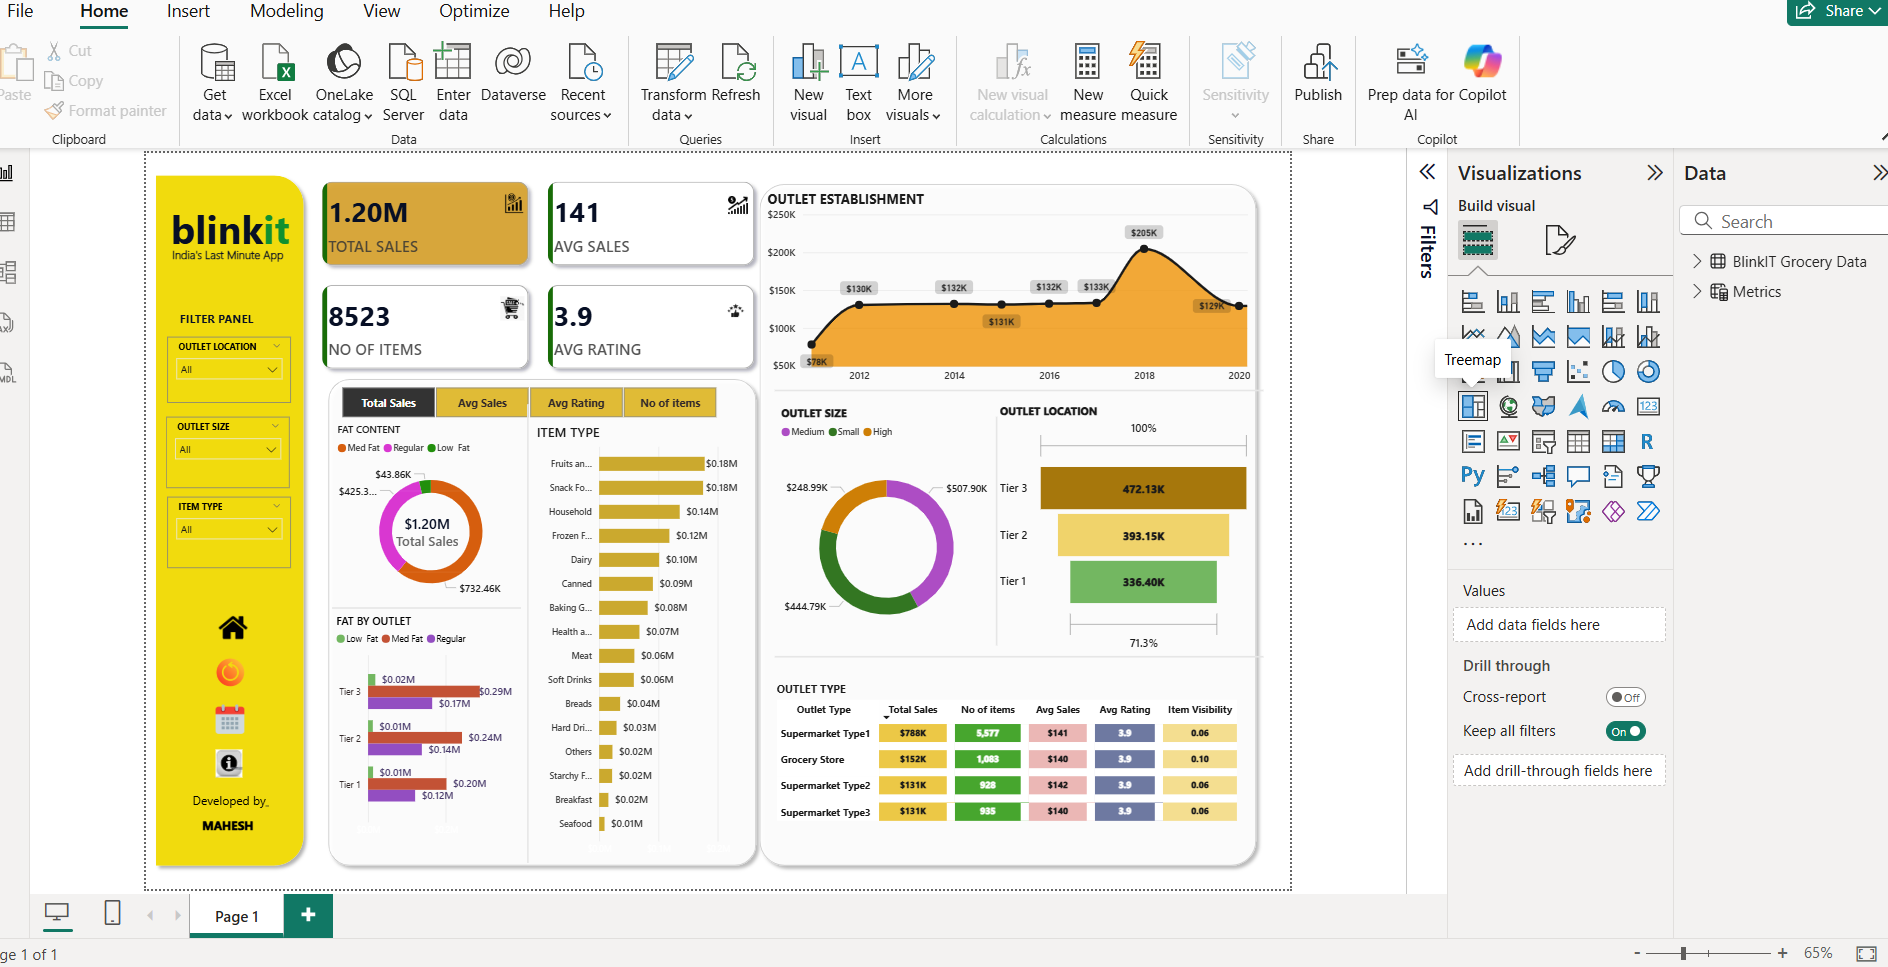 File Home Insert Modeling View Optimize Help
Share
Paste
Cut
Copy
Format painter
Clipboard
Get data
Excel workbook
OneLake catalog
SQL Server
Enter data
Dataverse
Recent sources
Data
Transform data
Refresh
Queries
New visual
Text box
More visuals
Insert
New visual calculation
New measure
Quick measure
Calculations
Sensitivity
Sensitivity
Publish
Share
Prep data for AI
Copilot
Copilot
blinkit
India's Last Minute App
FILTER PANEL
OUTLET LOCATION
All
OUTLET SIZE
All
ITEM TYPE
All
Developed by_
MAHESH
1.20M
TOTAL SALES
141
AVG SALES
8523
NO OF ITEMS
3.9
AVG RATING
Total Sales
Avg Sales
Avg Rating
No of items
FAT CONTENT
Med Fat Regular Low Fat
$43.86K
$425.3...
$1.20M
Total Sales
$732.46K
FAT BY OUTLET
Low Fat Med Fat Regular
Tier 3 $0.02M $0.29M $0.17M
Tier 2 $0.01M $0.24M $0.14M
Tier 1 $0.01M $0.20M $0.12M
ITEM TYPE
Fruits an... $0.18M
Snack Fo... $0.18M
Household $0.14M
Frozen F... $0.12M
Dairy $0.10M
Canned $0.09M
Baking G... $0.08M
Health a... $0.07M
Meat $0.06M
Soft Drinks $0.06M
Breads $0.04M
Hard Dri... $0.03M
Others $0.02M
Starchy F... $0.02M
Breakfast $0.02M
Seafood $0.01M
OUTLET ESTABLISHMENT
$250K
$200K
$150K
$100K
$50K
$78K $130K $132K $131K $132K $133K $205K $129K
2012 2014 2016 2018 2020
OUTLET SIZE
Medium Small High
$248.99K
$507.90K
$444.79K
OUTLET LOCATION
100%
Tier 3 472.13K
Tier 2 393.15K
Tier 1 336.40K
71.3%
OUTLET TYPE
Outlet Type Total Sales No of items Avg Sales Avg Rating Item Visibility
Supermarket Type1 $788K 5,577 $141 3.9 0.06
Grocery Store $152K 1,083 $140 3.9 0.10
Supermarket Type2 $131K 928 $142 3.9 0.06
Supermarket Type3 $131K 935 $140 3.9 0.06
Filters
Visualizations
Build visual
Treemap
123
R
Py
123
...
Values
Add data fields here
Drill through
Cross-report
Off
Keep all filters
On
Add drill-through fields here
Data
Search
BlinkIT Grocery Data
Metrics
Page 1
+
ge 1 of 1
- + 65%